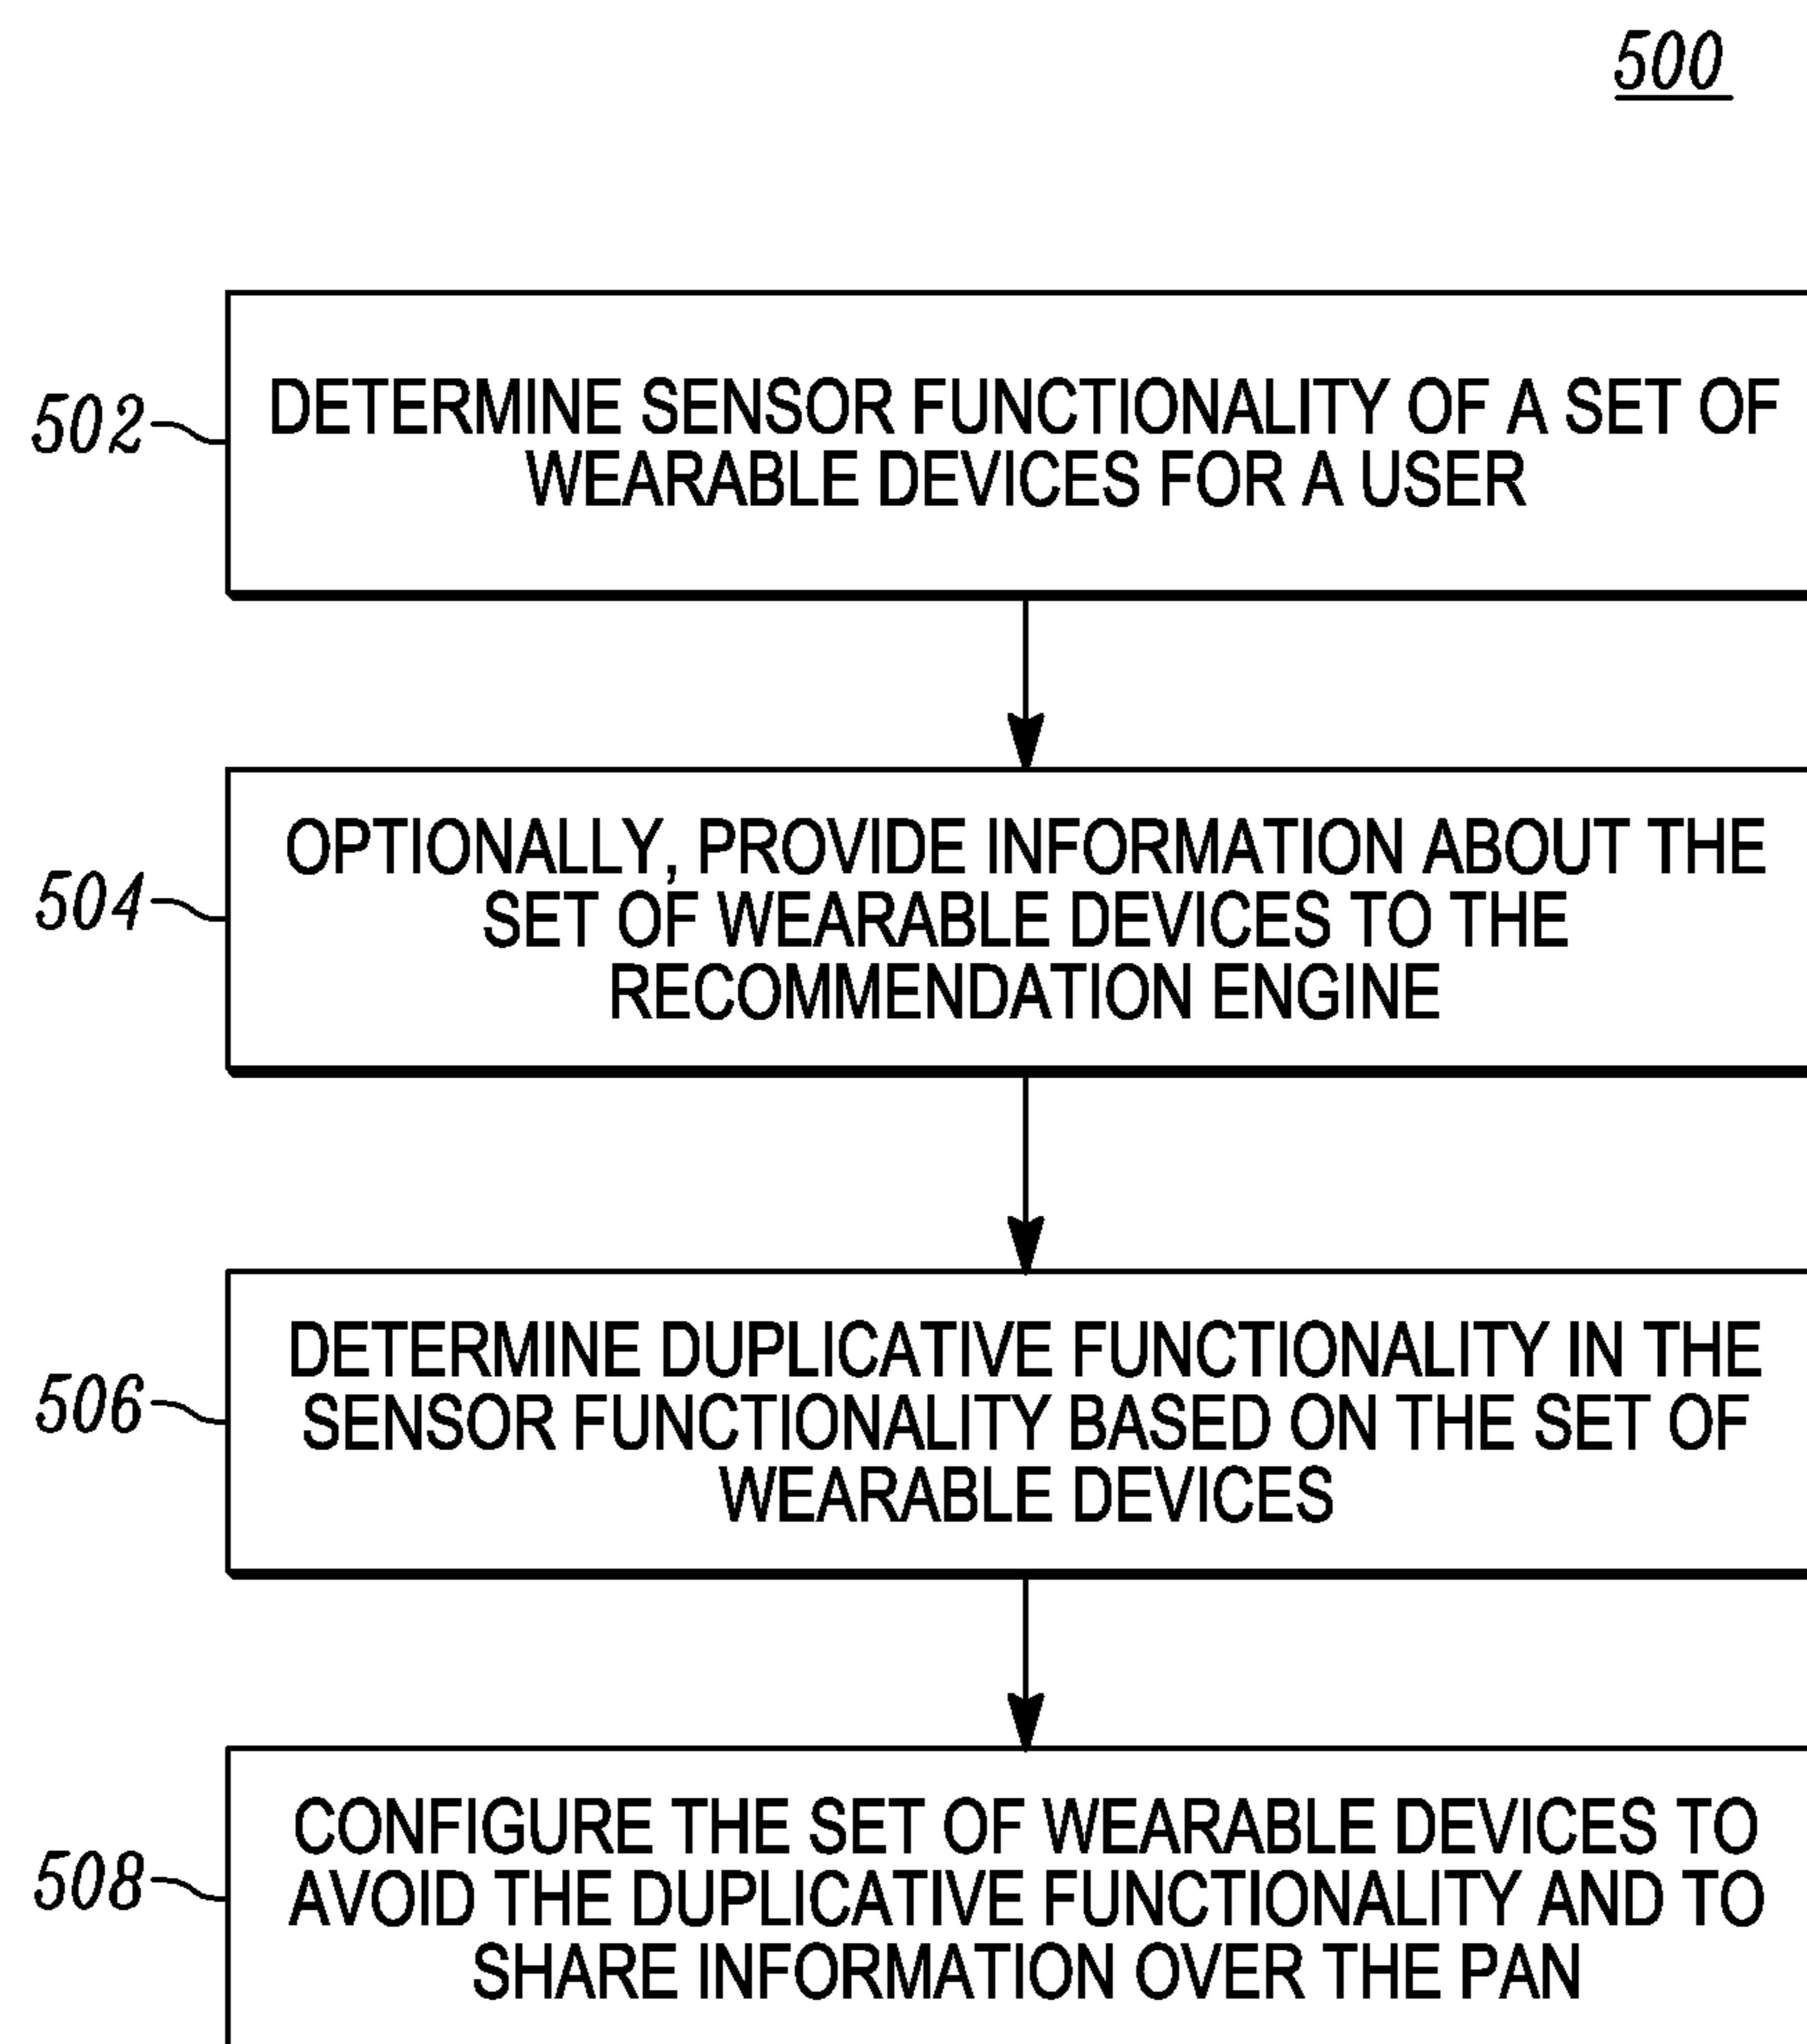 500
502
DETERMINE SENSOR FUNCTIONALITY OF A SET OF
WEARABLE DEVICES FOR A USER
504
OPTIONALLY, PROVIDE INFORMATION ABOUT THE
SET OF WEARABLE DEVICES TO THE
RECOMMENDATION ENGINE
506
DETERMINE DUPLICATIVE FUNCTIONALITY IN THE
SENSOR FUNCTIONALITY BASED ON THE SET OF
WEARABLE DEVICES
508
CONFIGURE THE SET OF WEARABLE DEVICES TO
AVOID THE DUPLICATIVE FUNCTIONALITY AND TO
SHARE INFORMATION OVER THE PAN